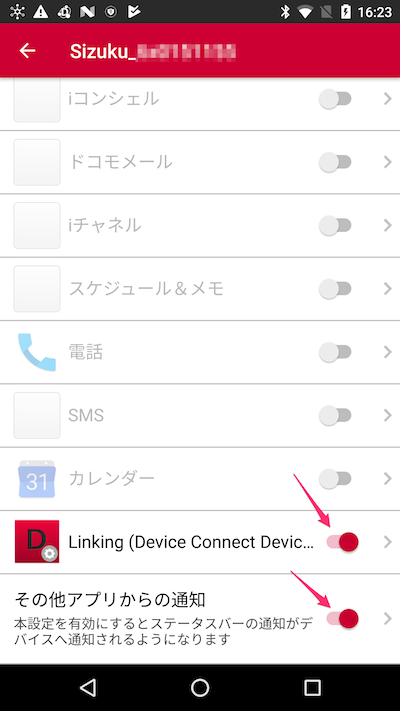 16:23
Sizuku_
iコンシェル
ドコモメール
iチャネル
スケジュール＆メモ
電話
SMS
31
カレンダー
D
Linking (Device Connect Devic...
その他アプリからの通知
本設定を有効にするとステータスバーの通知がデ
バイスへ通知されるようになります